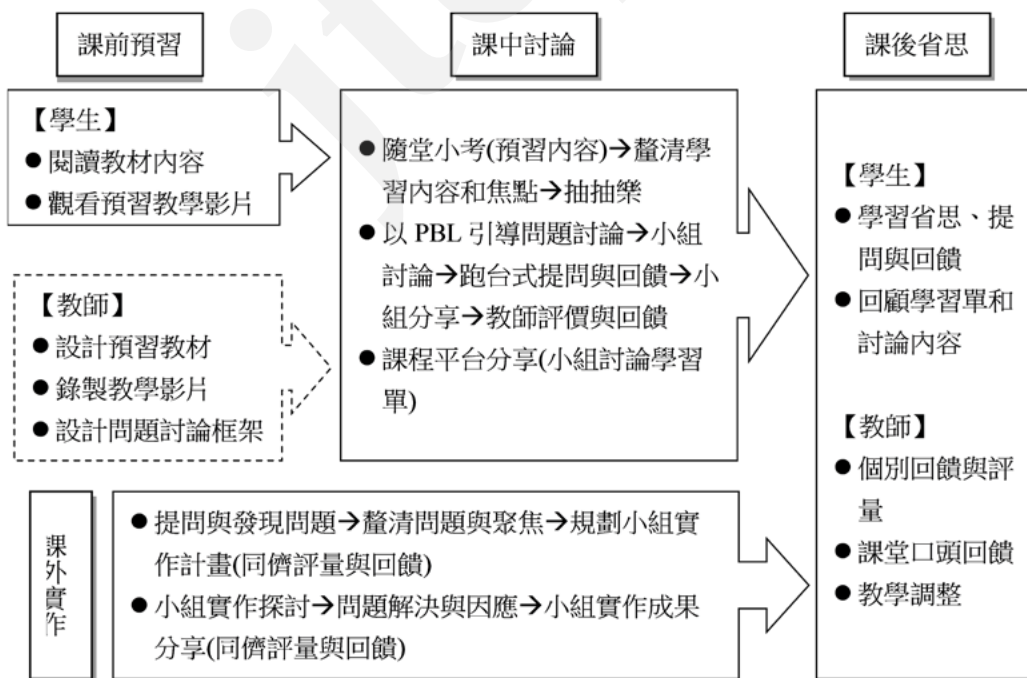 課前預習
【學生】
●閱讀教材內容
●觀看預習教學影片
【教師】
●設計預習教材
●錄製教學影片
●設計問題討論框架
課中討論
●隨堂小考(預習內容)→釐清學
習內容和焦點→抽抽樂
●以 PBL 引導問題討論→小組
討論→跑台式提問與回饋→小
組分享→教師評價與回饋
●課程平台分享(小組討論學習
單)
課外實作
●提問與發現問題→釐清問題與聚焦→規劃小組實
作計畫(同儕評量與回饋)
●小組實作探討→問題解決與因應→小組實作成果
分享(同儕評量與回饋)
課後省思
【學生】
●學習省思、提
問與回饋
●回顧學習單和
討論內容
【教師】
●個別回饋與評
量
●課堂口頭回饋
●教學調整